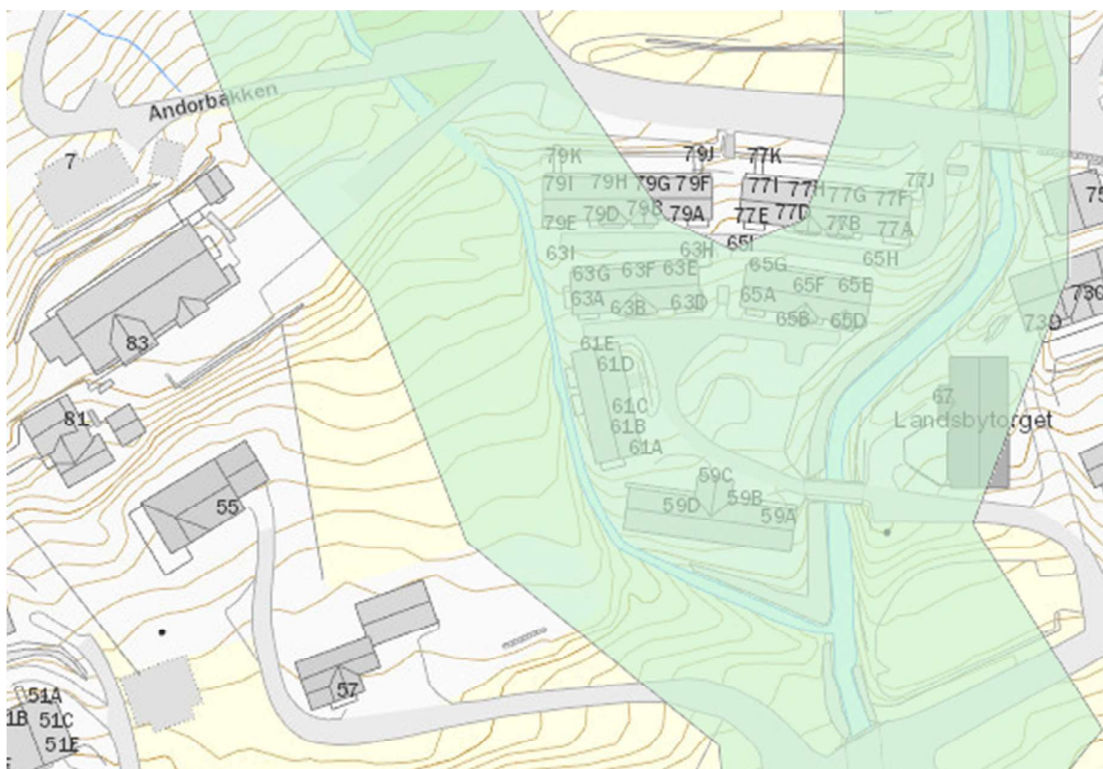 Andorbakken
7
79K
79J
77K
79I
79H
79G
79F
77I
77H
77G
77F
77J
75
79E
79D
79B
79A
77E
77D
77B
77A
63I
63H
65I
65G
65H
63G
63F
63E
65F
65E
73C
63A
63B
63D
65A
65B
65D
73D
83
61E
61D
67
Landsbytorget
61C
61B
61A
81
55
59C
59D
59B
59A
57
51A
1B
51C
51E